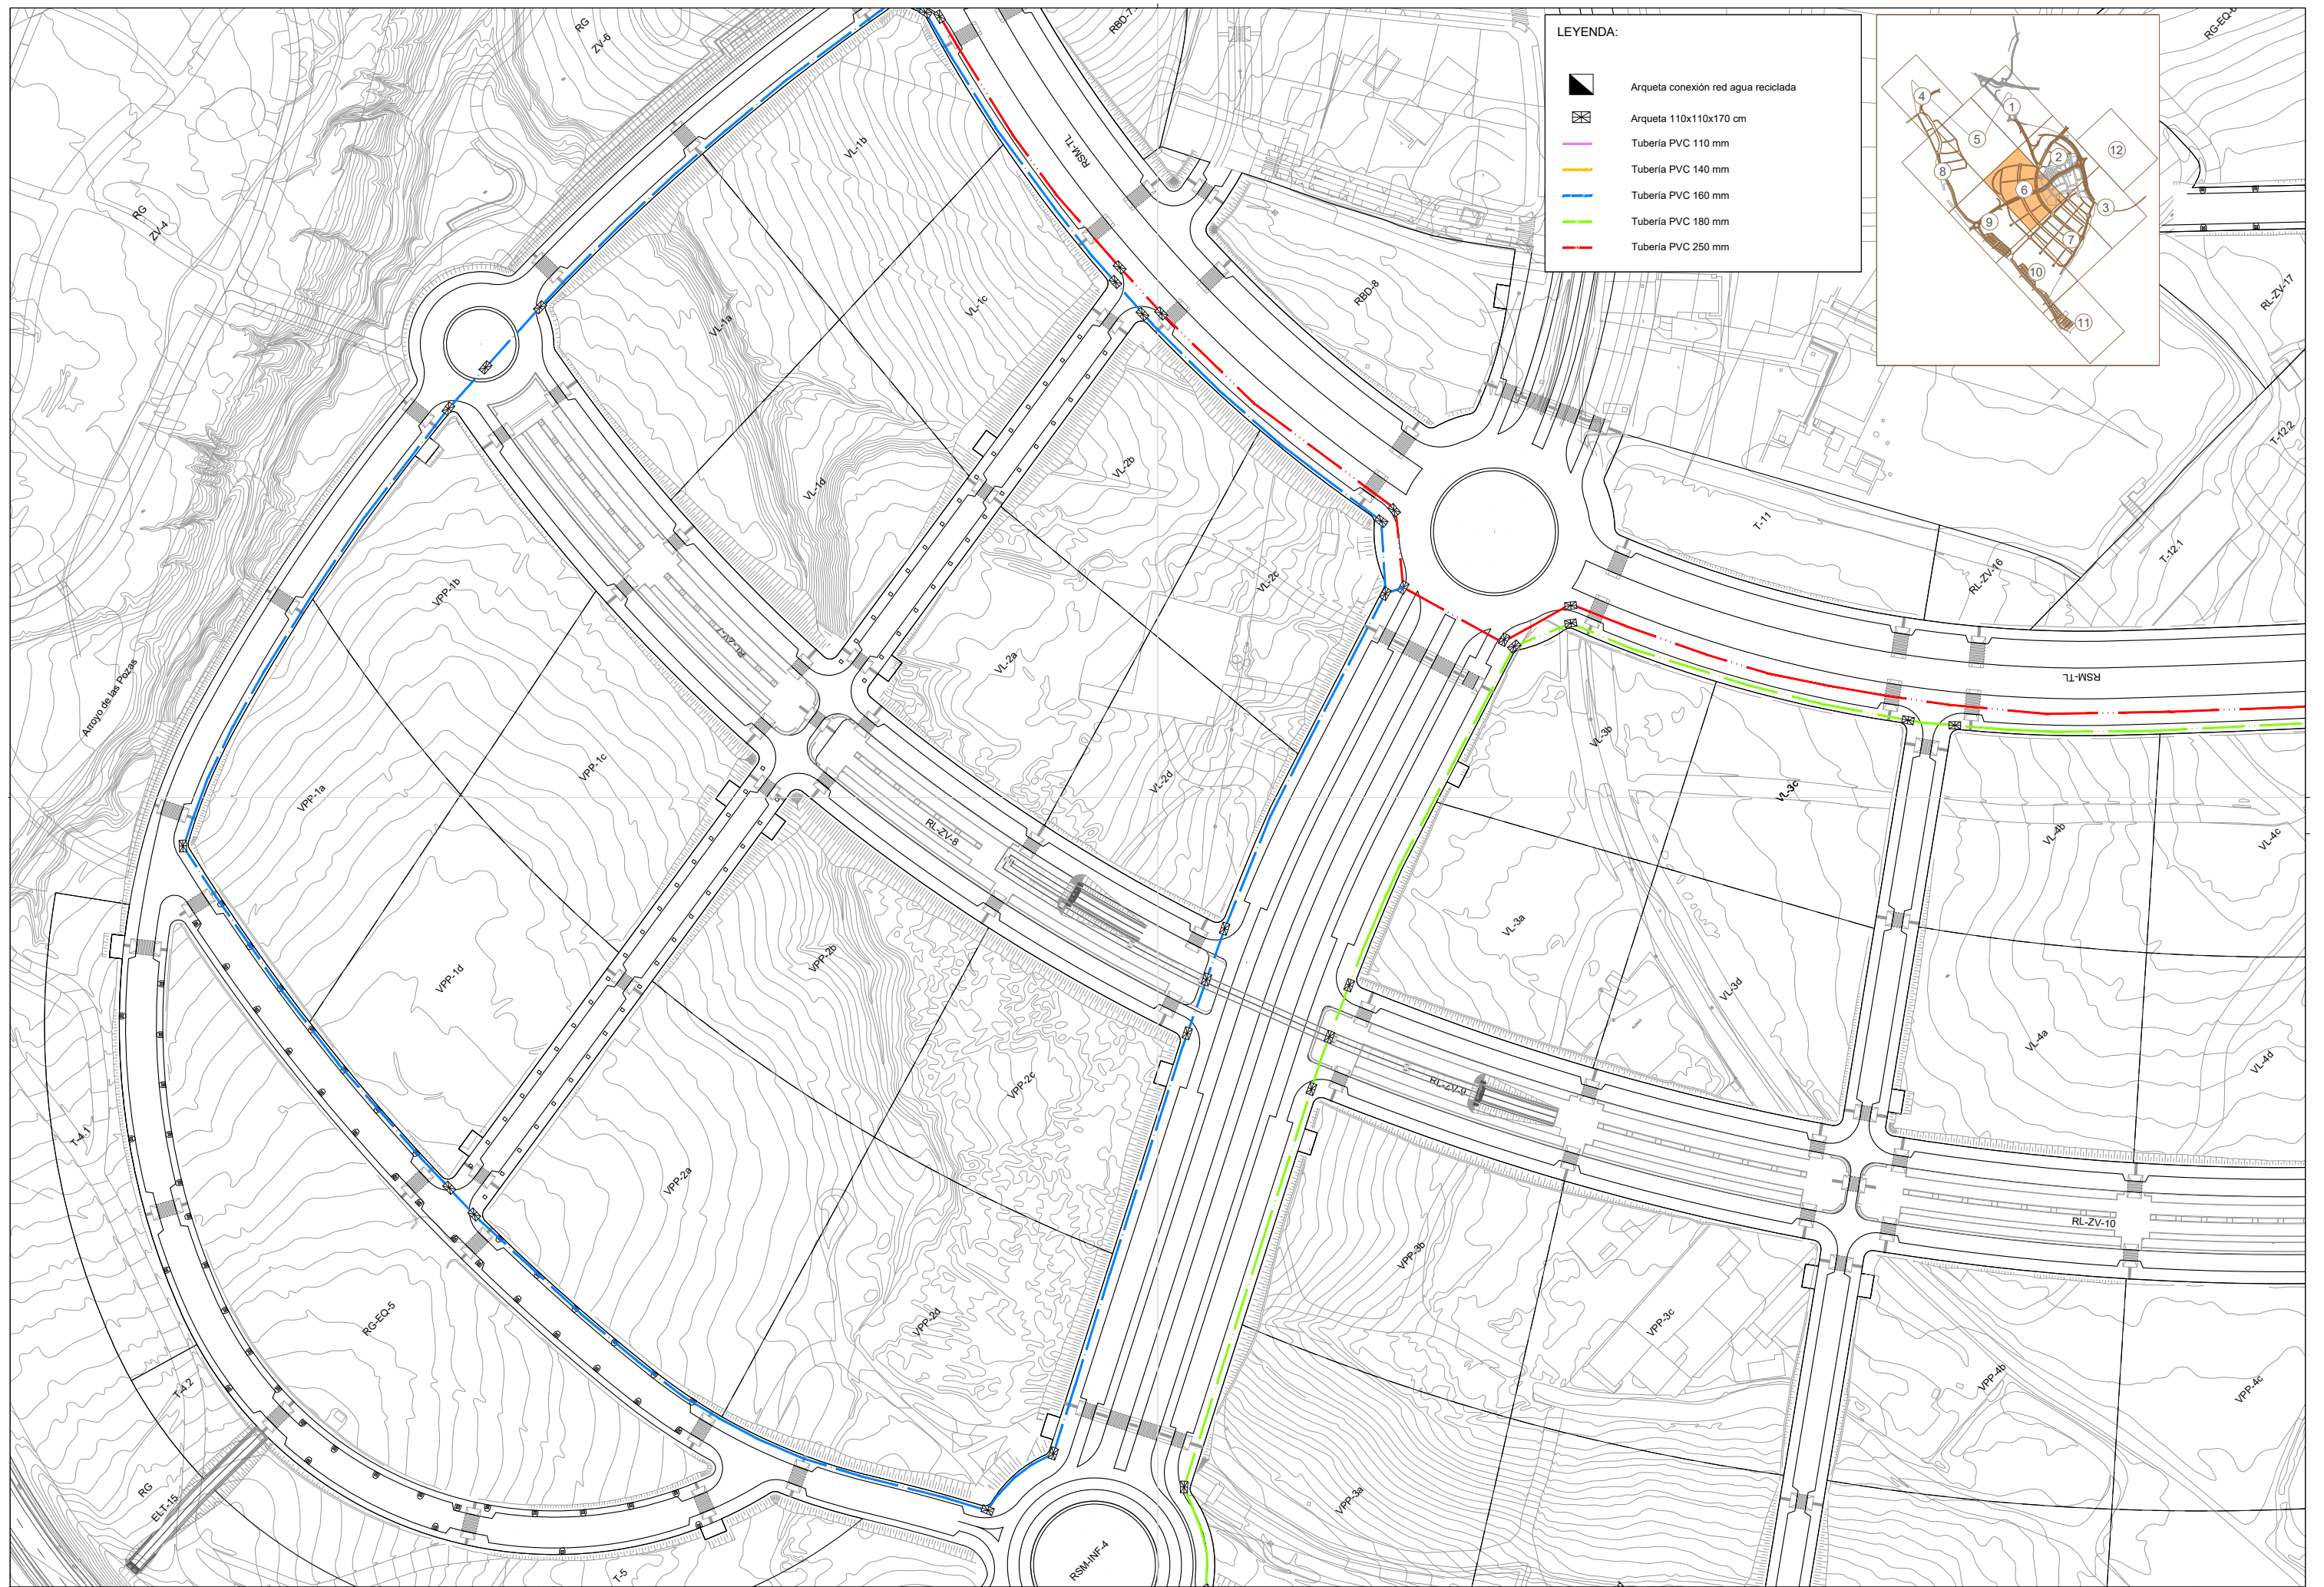 LEYENDA:
Arqueta conexión red agua reciclada
Arqueta 110x110x170 cm
Tubería PVC 110 mm
Tubería PVC 140 mm
Tubería PVC 160 mm
Tubería PVC 180 mm
Tubería PVC 250 mm
4
1
5
2
12
8
6
3
9
7
10
11
RG
ZV-6
RBD-7
RG
ZV-4
VL-1b
RSM-TL
RBD-8
VL-1a
VL-1c
VL-1d
VL-2b
VL-2c
VL-2a
VL-2d
T-11
RL-ZV-16
T-12.1
T-12.2
RL-ZV-17
RSM-TL
Arroyo de las Pozas
VPP-1b
RL-ZV-7
VPP-1a
VPP-1c
VPP-1d
RL-ZV-8
VL-3b
VL-3c
VL-4b
VL-4c
VL-3a
VL-3d
VL-4a
VL-4d
VPP-2b
VPP-2c
VPP-2a
VPP-2d
RL-ZV-9
RL-ZV-10
T-4.1
T-4.2
RG-EQ-5
RG
ELT-15
T-5
RSM-INF-4
VPP-3b
VPP-3c
VPP-3a
VPP-4b
VPP-4c